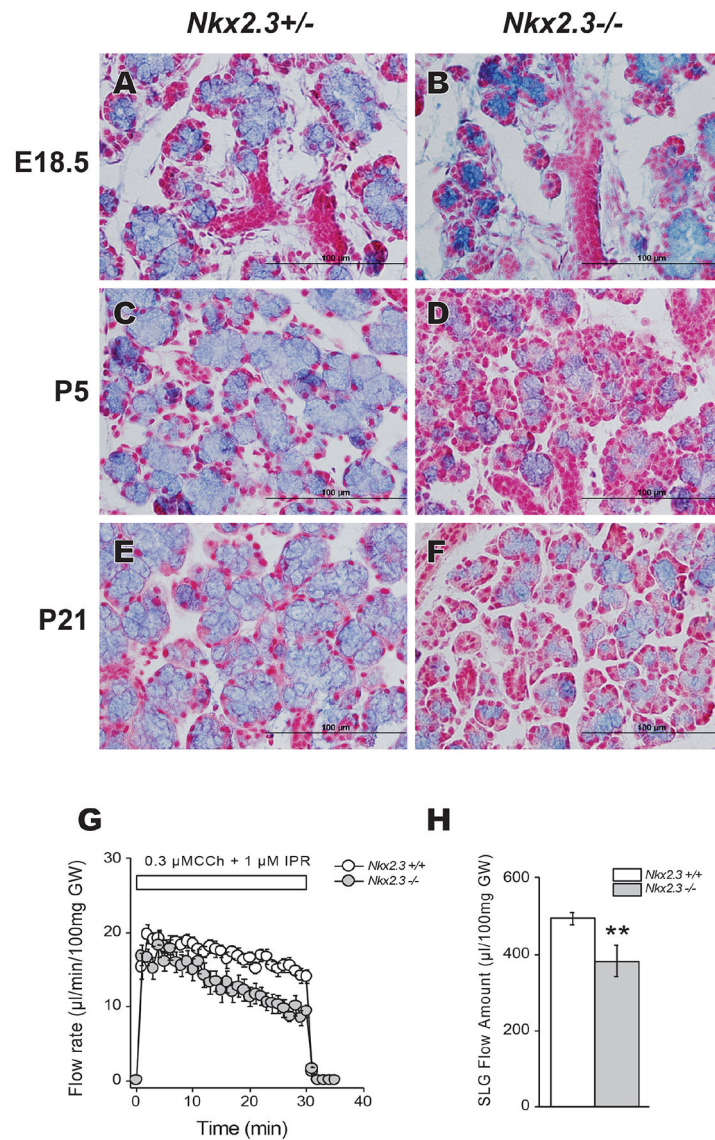 Nkx2.3+/- Nkx2.3-/-
E18.5
A
100 µm
B
100 µm
P5
C
100 µm
D
100 µm
P21
E
100 µm
F
100 µm
G
0.3 µMCCh + 1 µM IPR
Nkx2.3 +/+
Nkx2.3 -/-
Flow rate (µl/min/100mg GW)
30
20
10
0
0 10 20 30 40
Time (min)
H
Nkx2.3 +/+
Nkx2.3 -/-
SLG Flow Amount (µl/100mg GW)
600
400
200
0
**